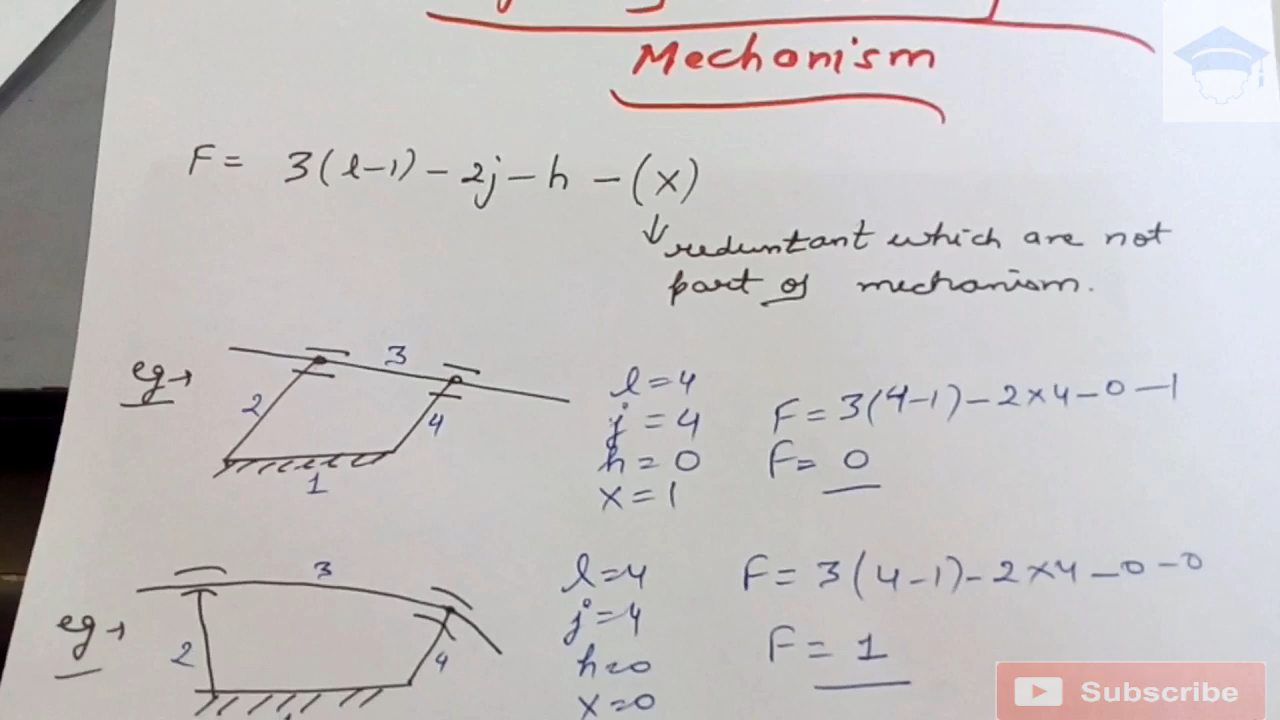 Mechanism
F = 3(l-1) - 2j - h - (x)
↓ reduntant which are not
part of mechanism.
eg →
3
2
4
1
l = 4
j = 4
h = 0
x = 1
F = 3(4-1) - 2×4 - 0 - 1
F = 0
eg →
3
2
4
l=4
j=4
h=0
x=0
F = 3(4-1) - 2×4 - 0 - 0
F = 1
Subscribe